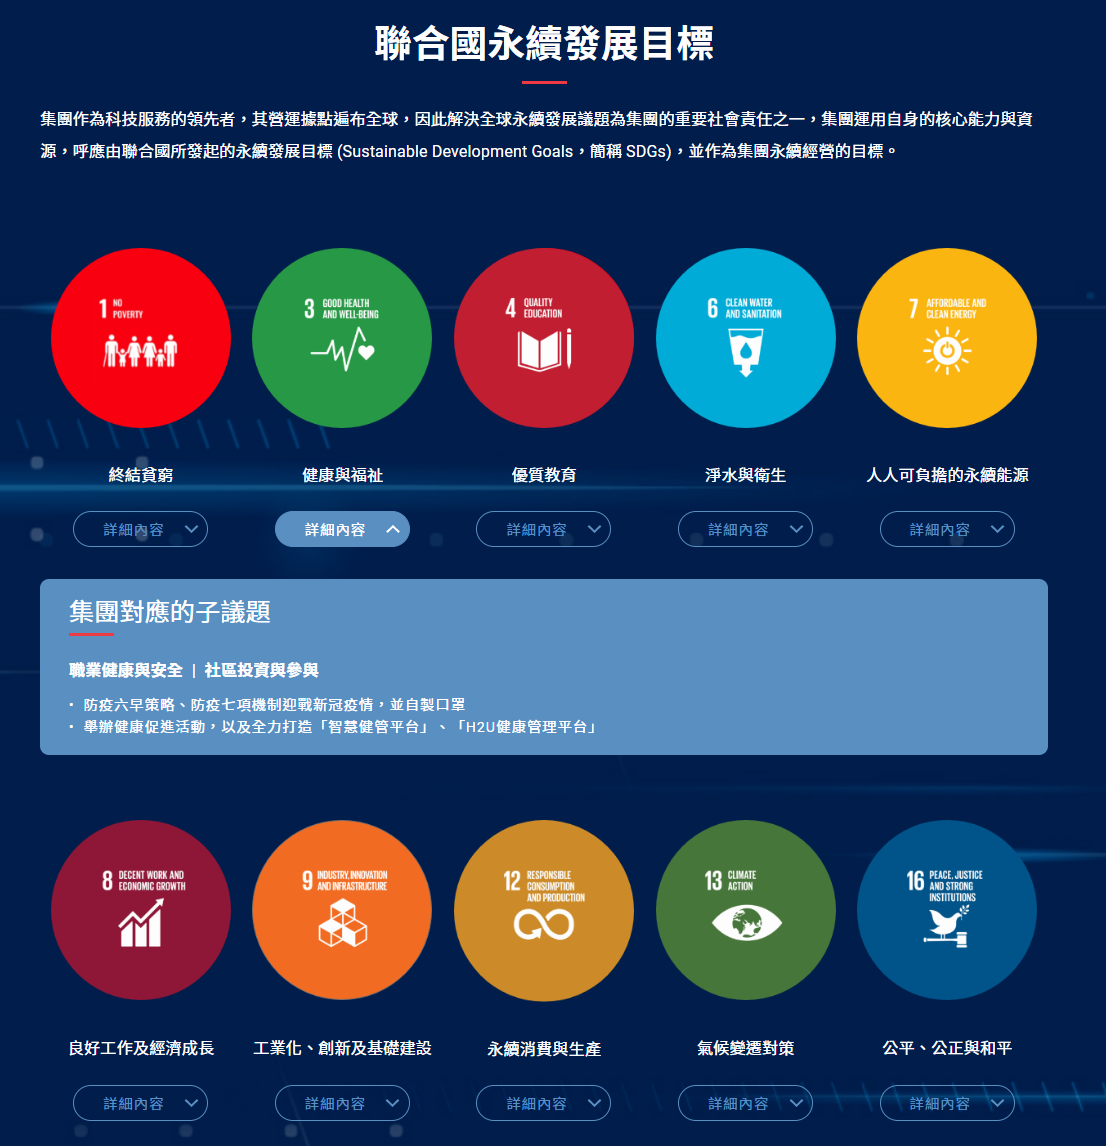 聯合國永續發展目標
集團作為科技服務的領先者，其營運據點遍布全球，因此解決全球永續發展議題為集團的重要社會責任之一，集團運用自身的核心能力與資
源，呼應由聯合國所發起的永續發展目標 (Sustainable Development Goals，簡稱 SDGs)，並作為集團永續經營的目標。
1 NO
POVERTY
3 GOOD HEALTH
AND WELL-BEING
4 QUALITY
EDUCATION
6 CLEAN WATER
AND SANITATION
7 AFFORDABLE AND
CLEAN ENERGY
終結貧窮
健康與福祉
優質教育
淨水與衛生
人人可負擔的永續能源
詳細內容
詳細內容
詳細內容
詳細內容
詳細內容
集團對應的子議題
職業健康與安全 | 社區投資與參與
• 防疫六早策略、防疫七項機制迎戰新冠疫情，並自製口罩
• 舉辦健康促進活動，以及全力打造「智慧健管平台」、「H2U健康管理平台」
8 DECENT WORK AND
ECONOMIC GROWTH
9 INDUSTRY, INNOVATION
AND INFRASTRUCTURE
12 RESPONSIBLE
CONSUMPTION
AND PRODUCTION
13 CLIMATE
ACTION
16 PEACE, JUSTICE
AND STRONG
INSTITUTIONS
良好工作及經濟成長
工業化、創新及基礎建設
永續消費與生產
氣候變遷對策
公平、公正與和平
詳細內容
詳細內容
詳細內容
詳細內容
詳細內容